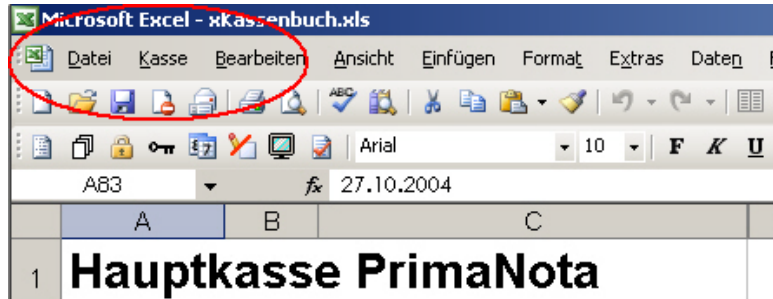 Microsoft Excel - xKassenbuch.xls
Datei Kasse Bearbeiten Ansicht Einfügen Format Extras Daten
ABC
Arial 10 F K U
A83 fx 27.10.2004
A B C
1 Hauptkasse PrimaNota